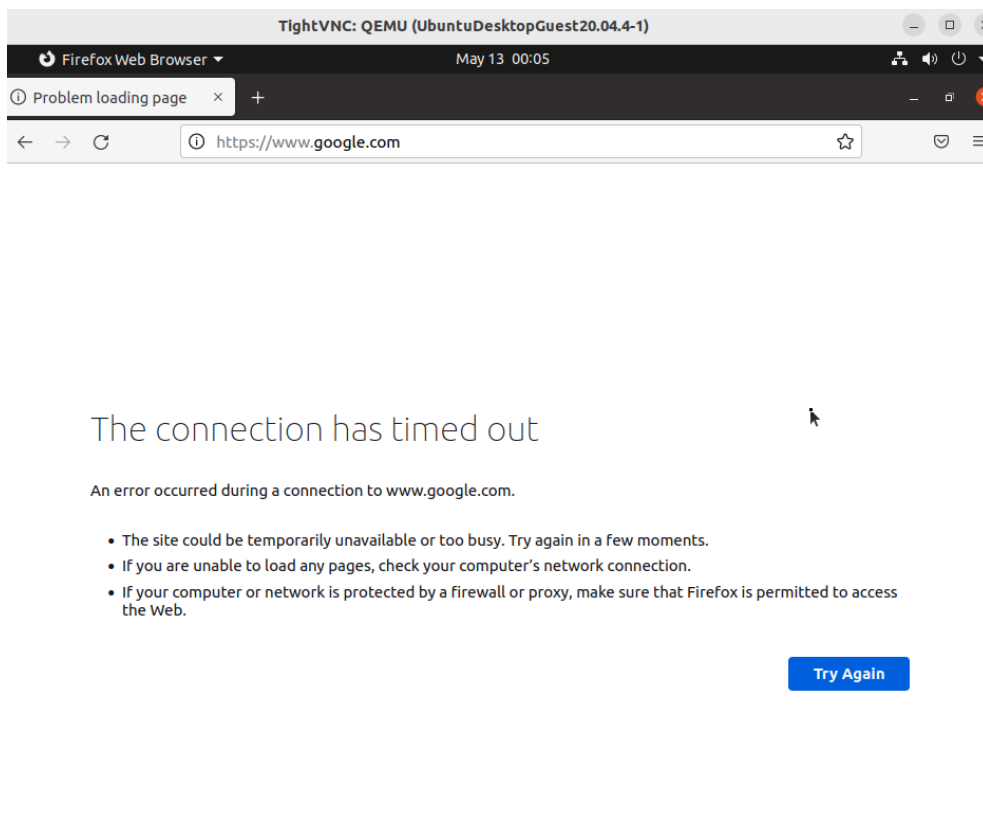 TightVNC: QEMU (UbuntuDesktopGuest20.04.4-1)
Firefox Web Browser May 13 00:05
Problem loading page
https://www.google.com
The connection has timed out
An error occurred during a connection to www.google.com.
• The site could be temporarily unavailable or too busy. Try again in a few moments.
• If you are unable to load any pages, check your computer’s network connection.
• If your computer or network is protected by a firewall or proxy, make sure that Firefox is permitted to access
the Web.
Try Again